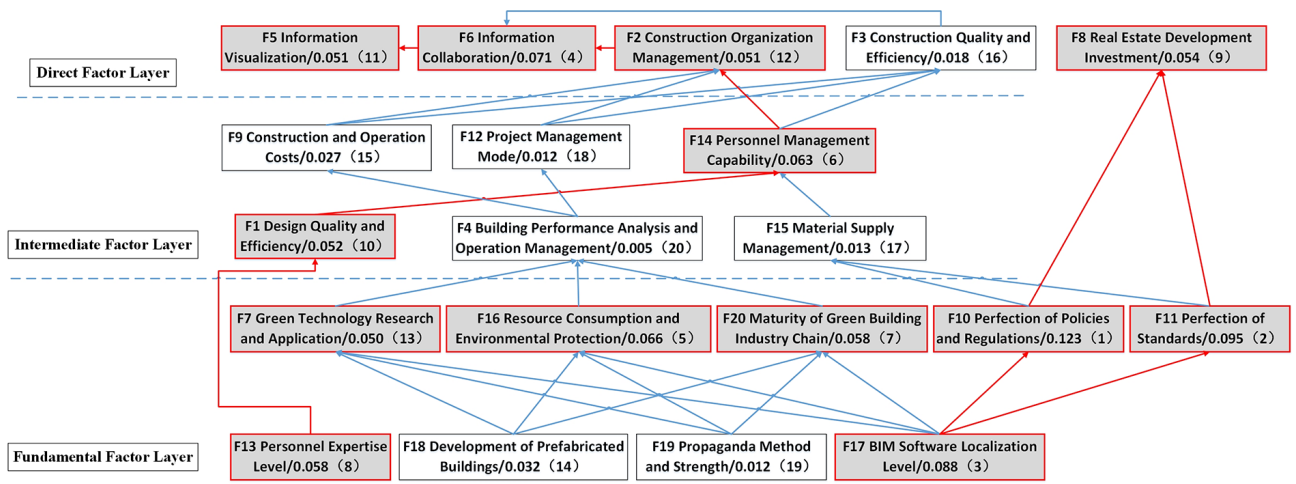 F5 Information
Visualization/0.051（11）
F6 Information
Collaboration/0.071（4）
F2 Construction Organization
Management/0.051（12）
F3 Construction Quality and
Efficiency/0.018（16）
F8 Real Estate Development
Investment/0.054（9）
Direct Factor Layer
F9 Construction and Operation
Costs/0.027（15）
F12 Project Management
Mode/0.012（18）
F14 Personnel Management
Capability/0.063（6）
F1 Design Quality and
Efficiency/0.052（10）
F4 Building Performance Analysis and
Operation Management/0.005（20）
F15 Material Supply
Management/0.013（17）
Intermediate Factor Layer
F7 Green Technology Research
and Application/0.050（13）
F16 Resource Consumption and
Environmental Protection/0.066（5）
F20 Maturity of Green Building
Industry Chain/0.058（7）
F10 Perfection of Policies
and Regulations/0.123（1）
F11 Perfection of
Standards/0.095（2）
F13 Personnel Expertise
Level/0.058（8）
F18 Development of Prefabricated
Buildings/0.032（14）
F19 Propaganda Method
and Strength/0.012（19）
F17 BIM Software Localization
Level/0.088（3）
Fundamental Factor Layer